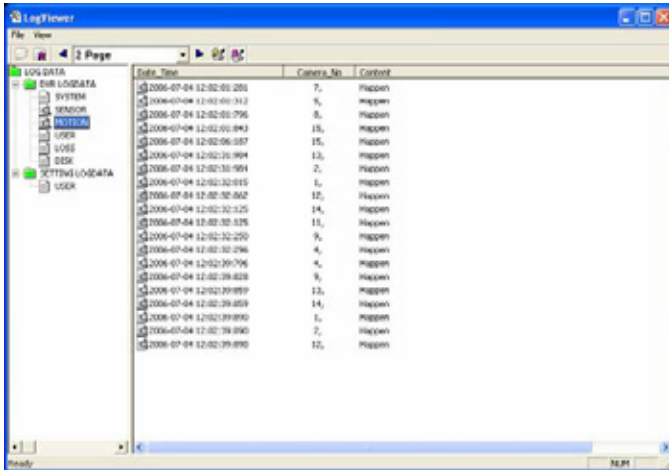 LogViewer
File View
2 Page
LOG DATA
DVR LOGDATA
SYSTEM
SENSOR
MOTION
USER
LOSS
DISK
SETTING LOGDATA
USER
Date_Time Camera_No Content
2006-07-04 12:02:01:281 7, Happen
2006-07-04 12:02:01:312 5, Happen
2006-07-04 12:02:01:796 8, Happen
2006-07-04 12:02:01:843 15, Happen
2006-07-04 12:02:06:187 15, Happen
2006-07-04 12:02:31:984 13, Happen
2006-07-04 12:02:31:984 2, Happen
2006-07-04 12:02:32:015 1, Happen
2006-07-04 12:02:32:062 12, Happen
2006-07-04 12:02:32:125 14, Happen
2006-07-04 12:02:32:125 11, Happen
2006-07-04 12:02:32:250 9, Happen
2006-07-04 12:02:32:296 4, Happen
2006-07-04 12:02:39:796 4, Happen
2006-07-04 12:02:39:828 9, Happen
2006-07-04 12:02:39:859 13, Happen
2006-07-04 12:02:39:859 14, Happen
2006-07-04 12:02:39:890 1, Happen
2006-07-04 12:02:39:890 2, Happen
2006-07-04 12:02:39:890 12, Happen
Ready NUM